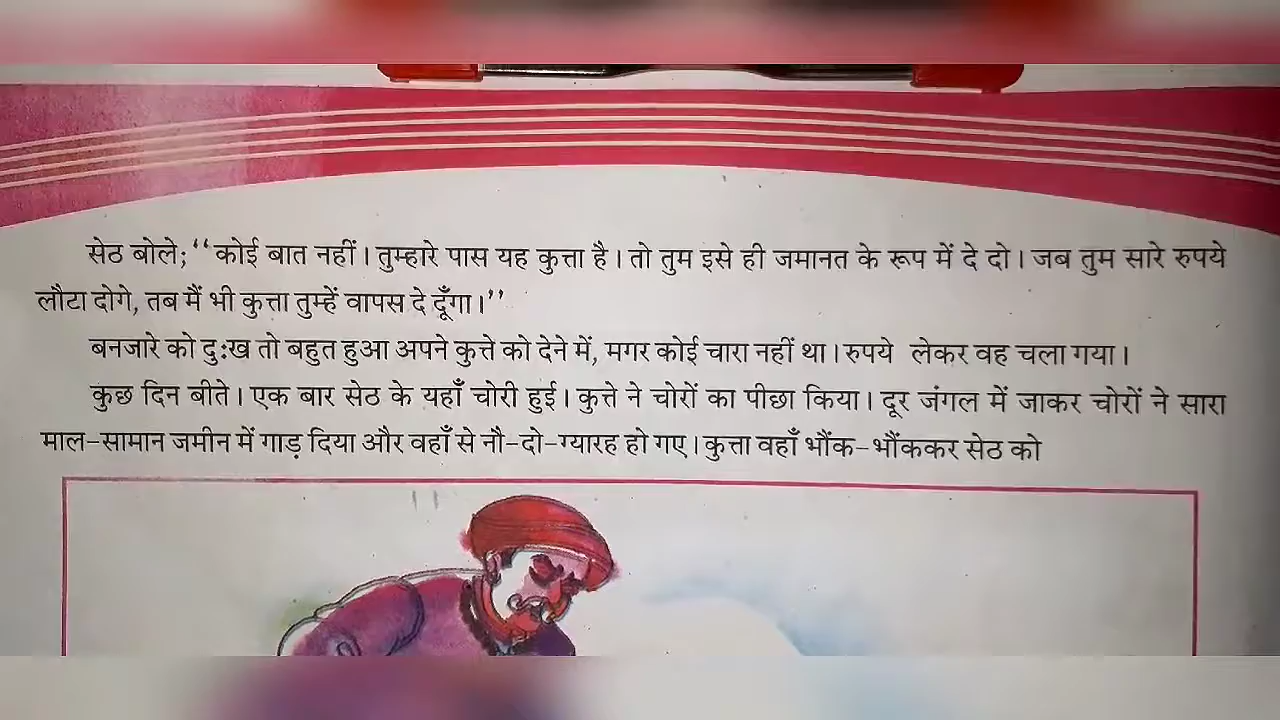 सेठ बोले; ‘‘कोई बात नहीं। तुम्हारे पास यह कुत्ता है। तो तुम इसे ही जमानत के रूप में दे दो। जब तुम सारे रुपये
लौटा दोगे, तब मैं भी कुत्ता तुम्हें वापस दे दूँगा।’’
बनजारे को दुःख तो बहुत हुआ अपने कुत्ते को देने में, मगर कोई चारा नहीं था। रुपये लेकर वह चला गया।
कुछ दिन बीते। एक बार सेठ के यहाँ चोरी हुई। कुत्ते ने चोरों का पीछा किया। दूर जंगल में जाकर चोरों ने सारा
माल-सामान जमीन में गाड़ दिया और वहाँ से नौ-दो-ग्यारह हो गए। कुत्ता वहाँ भौंक-भौंककर सेठ को